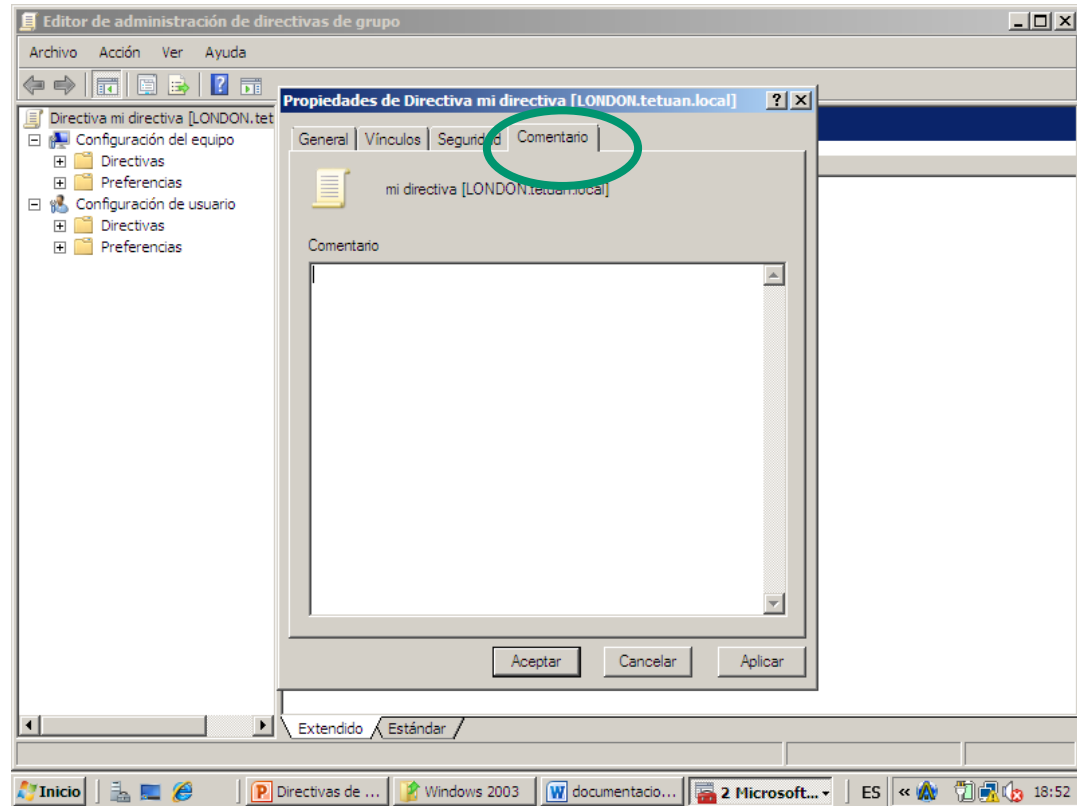 Editor de administración de directivas de grupo
Archivo Acción Ver Ayuda
Directiva mi directiva [LONDON.tet
Configuración del equipo
Directivas
Preferencias
Configuración de usuario
Directivas
Preferencias
Propiedades de Directiva mi directiva [LONDON.tetuan.local]
General Vínculos Seguridad Comentario
mi directiva [LONDON.tetuan.local]
Comentario
Aceptar Cancelar Aplicar
Extendido Estándar
Inicio Directivas de ... Windows 2003 documentacio... 2 Microsoft... ES « 18:52